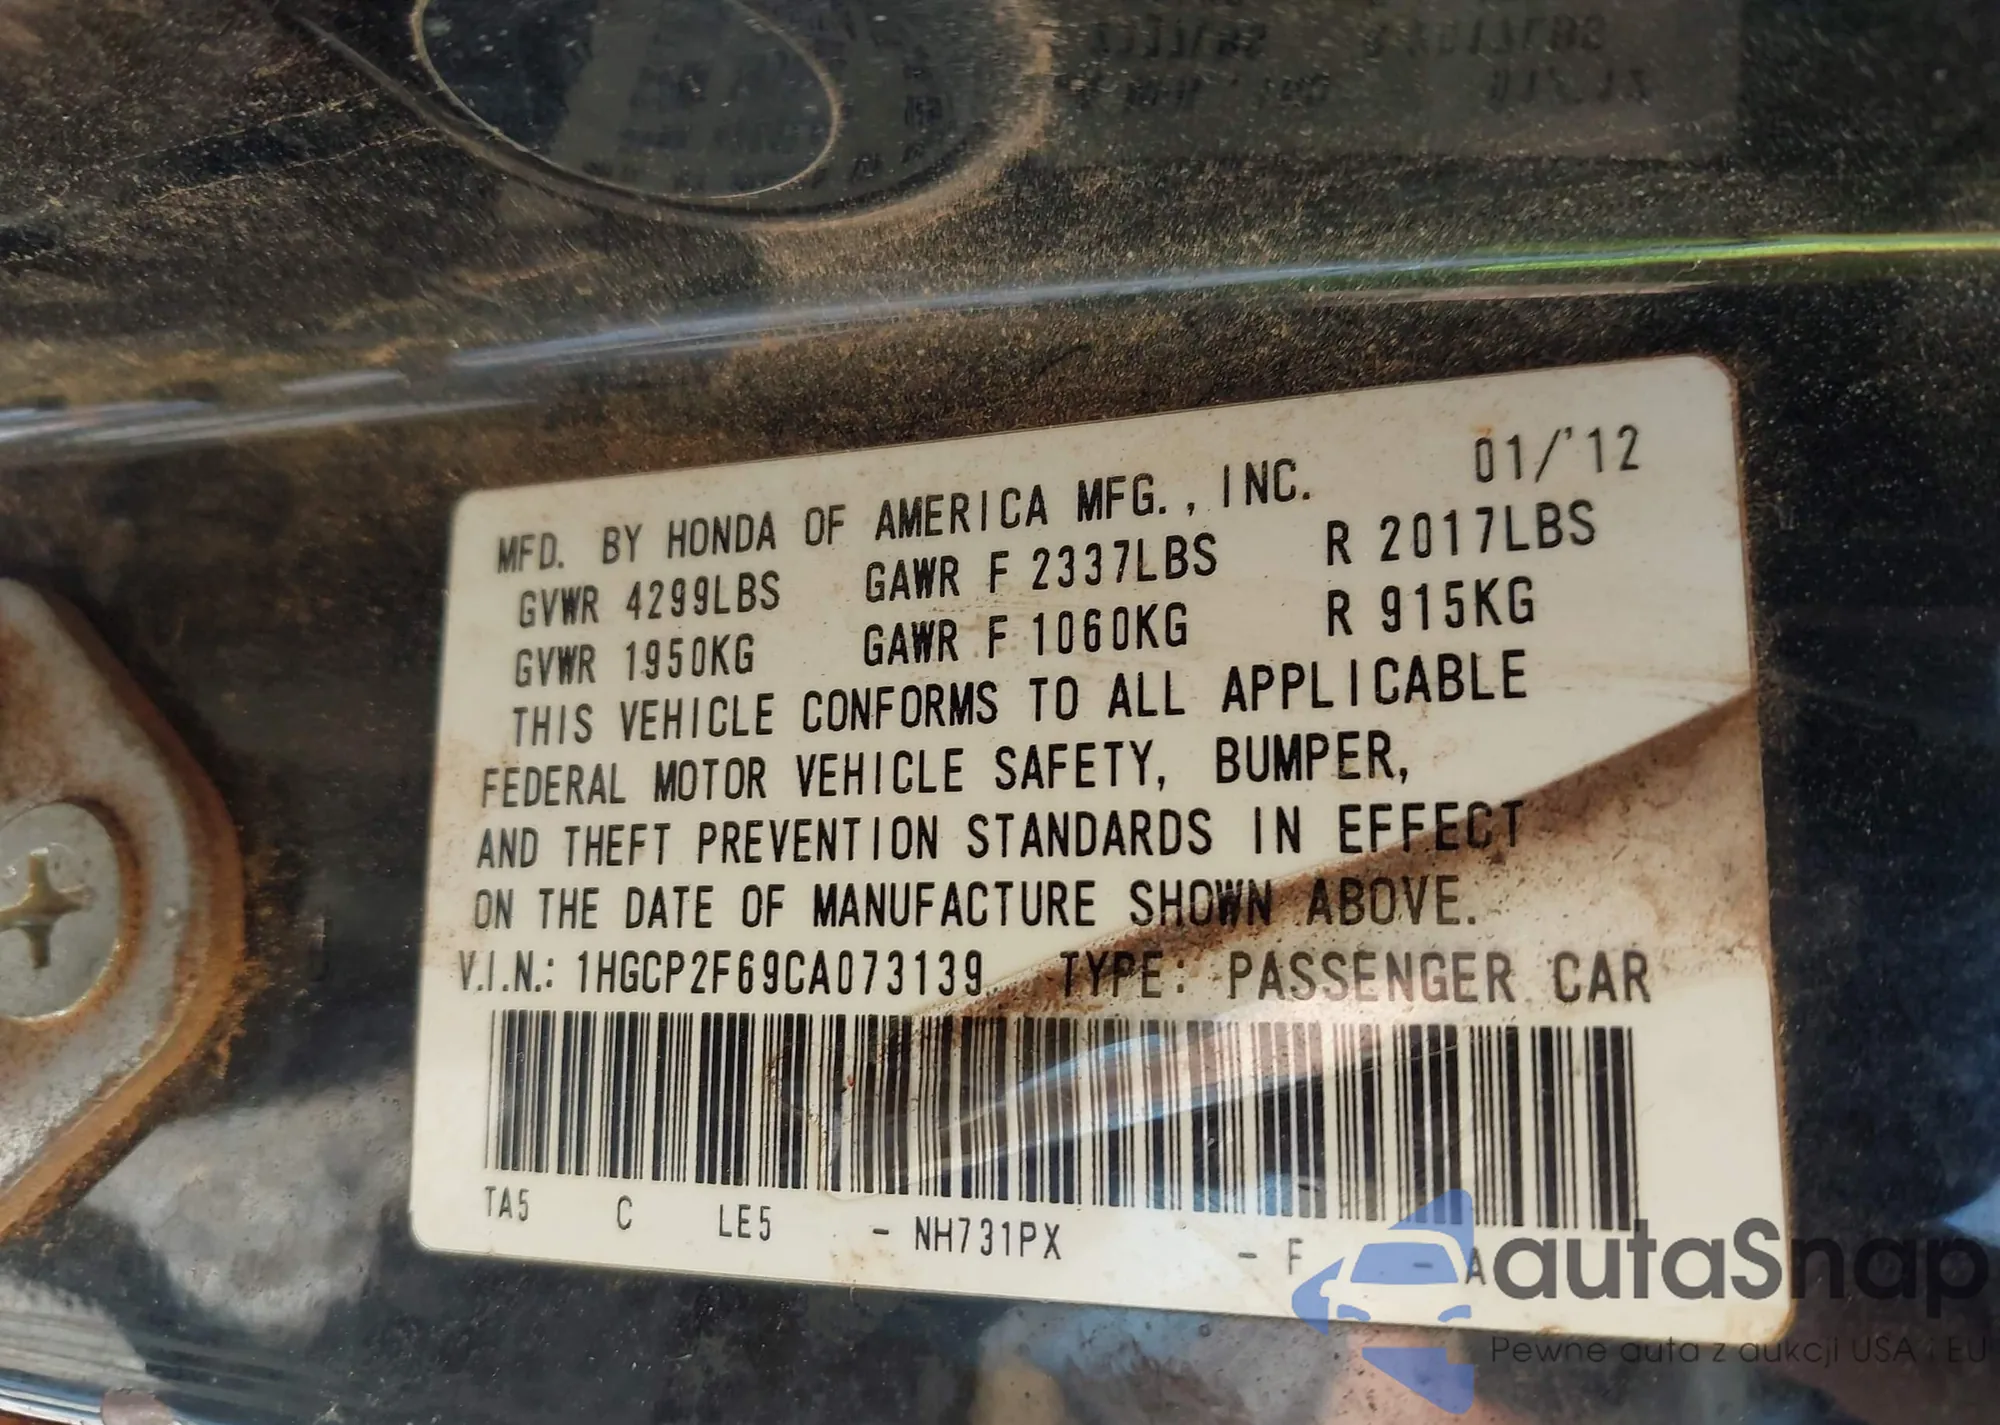 MFD. BY HONDA OF AMERICA MFG., INC. 01/'12
GVWR 4299LBS GAWR F 2337LBS R 2017LBS
GVWR 1950KG GAWR F 1060KG R 915KG
THIS VEHICLE CONFORMS TO ALL APPLICABLE
FEDERAL MOTOR VEHICLE SAFETY, BUMPER,
AND THEFT PREVENTION STANDARDS IN EFFECT
ON THE DATE OF MANUFACTURE SHOWN ABOVE.
V.I.N.: 1HGCP2F69CA073139 TYPE: PASSENGER CAR
TA5 C LE5 - NH731PX - F - A
autaSnap
Pewne auta z aukcji USA i EU